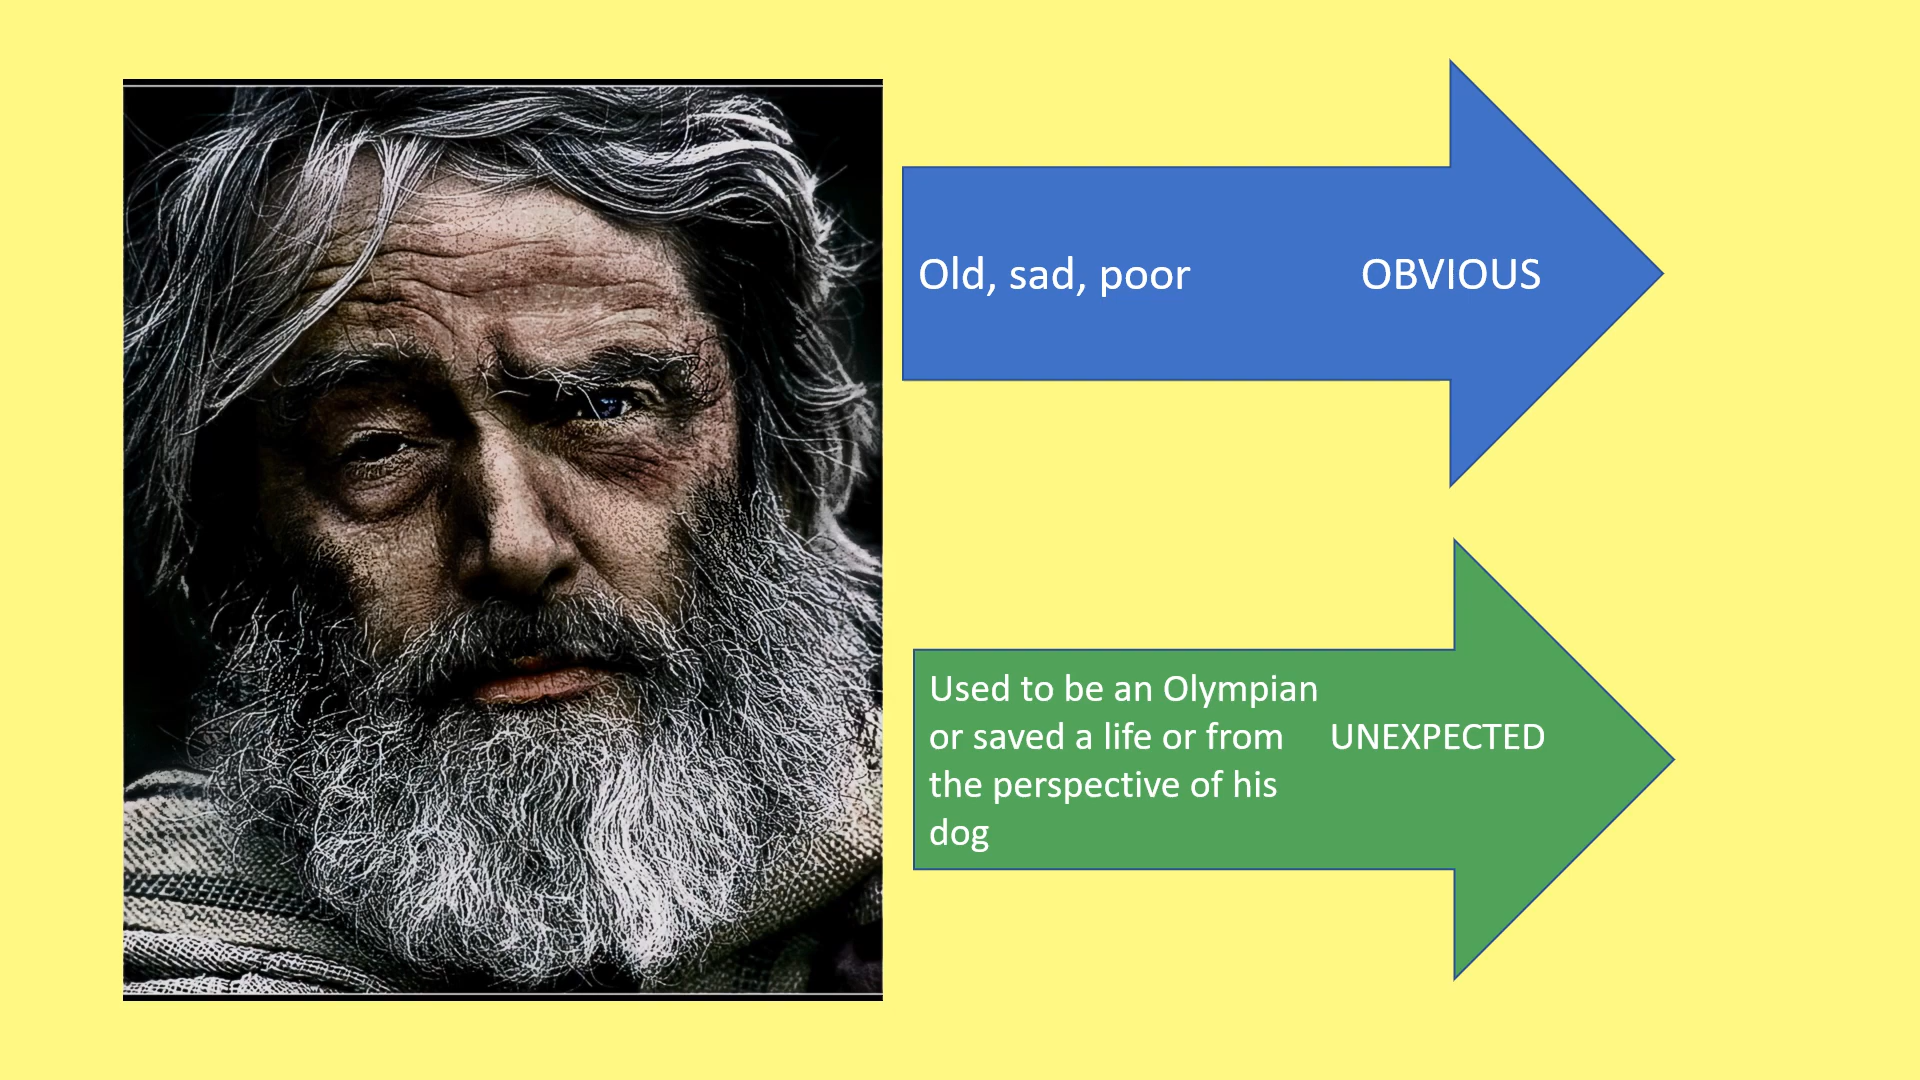 Old, sad, poor OBVIOUS
Used to be an Olympian
or saved a life or from UNEXPECTED
the perspective of his
dog